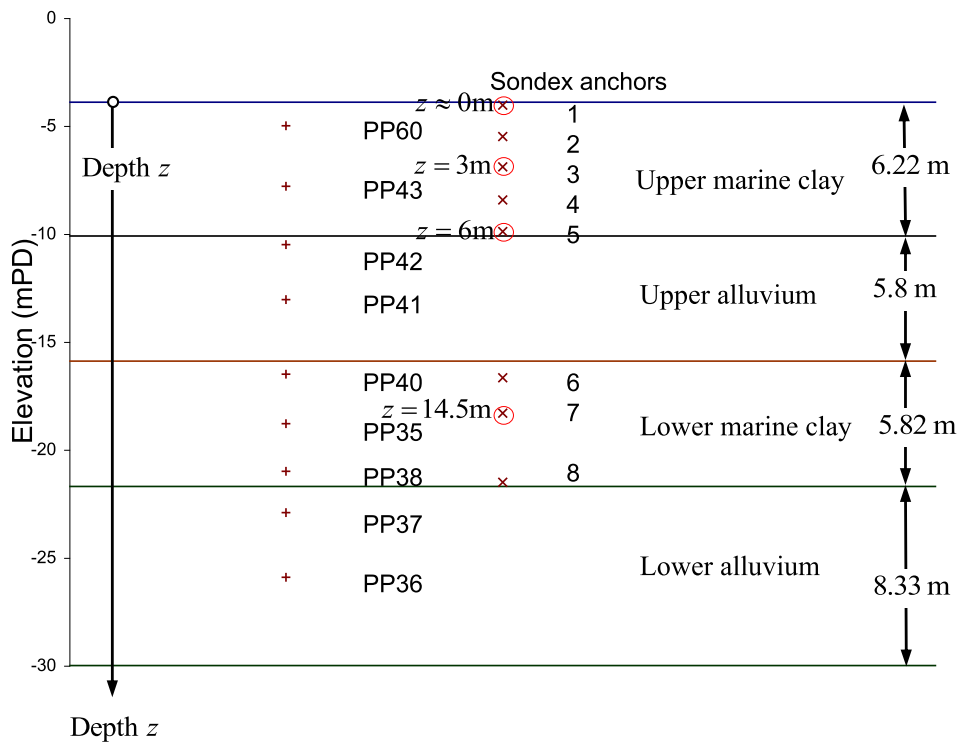 0
Sondex anchors
z ≈ 0m
1
-5
PP60
2
Depth z
z = 3m
3
Upper marine clay
6.22 m
PP43
4
z = 6m
5
-10
PP42
Upper alluvium
5.8 m
PP41
Elevation (mPD)
-15
PP40
6
z = 14.5m
7
Lower marine clay
5.82 m
PP35
-20
PP38
8
PP37
-25
Lower alluvium
8.33 m
PP36
-30
Depth z